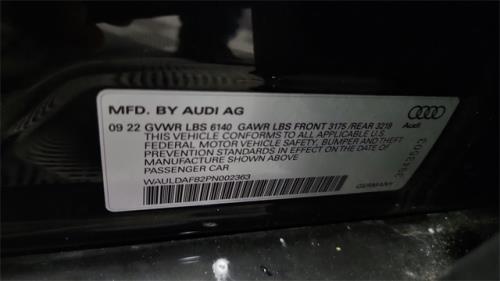 MFD. BY AUDI AG
09 22 GVWR LBS 6140 GAWR LBS FRONT 3175 /REAR 3219
THIS VEHICLE CONFORMS TO ALL APPLICABLE U.S.
FEDERAL MOTOR VEHICLE SAFETY, BUMPER AND THEFT
PREVENTION STANDARDS IN EFFECT ON THE DATE OF
MANUFACTURE SHOWN ABOVE
PASSENGER CAR
WAULDAF82PN002363
Audi
GERMANY